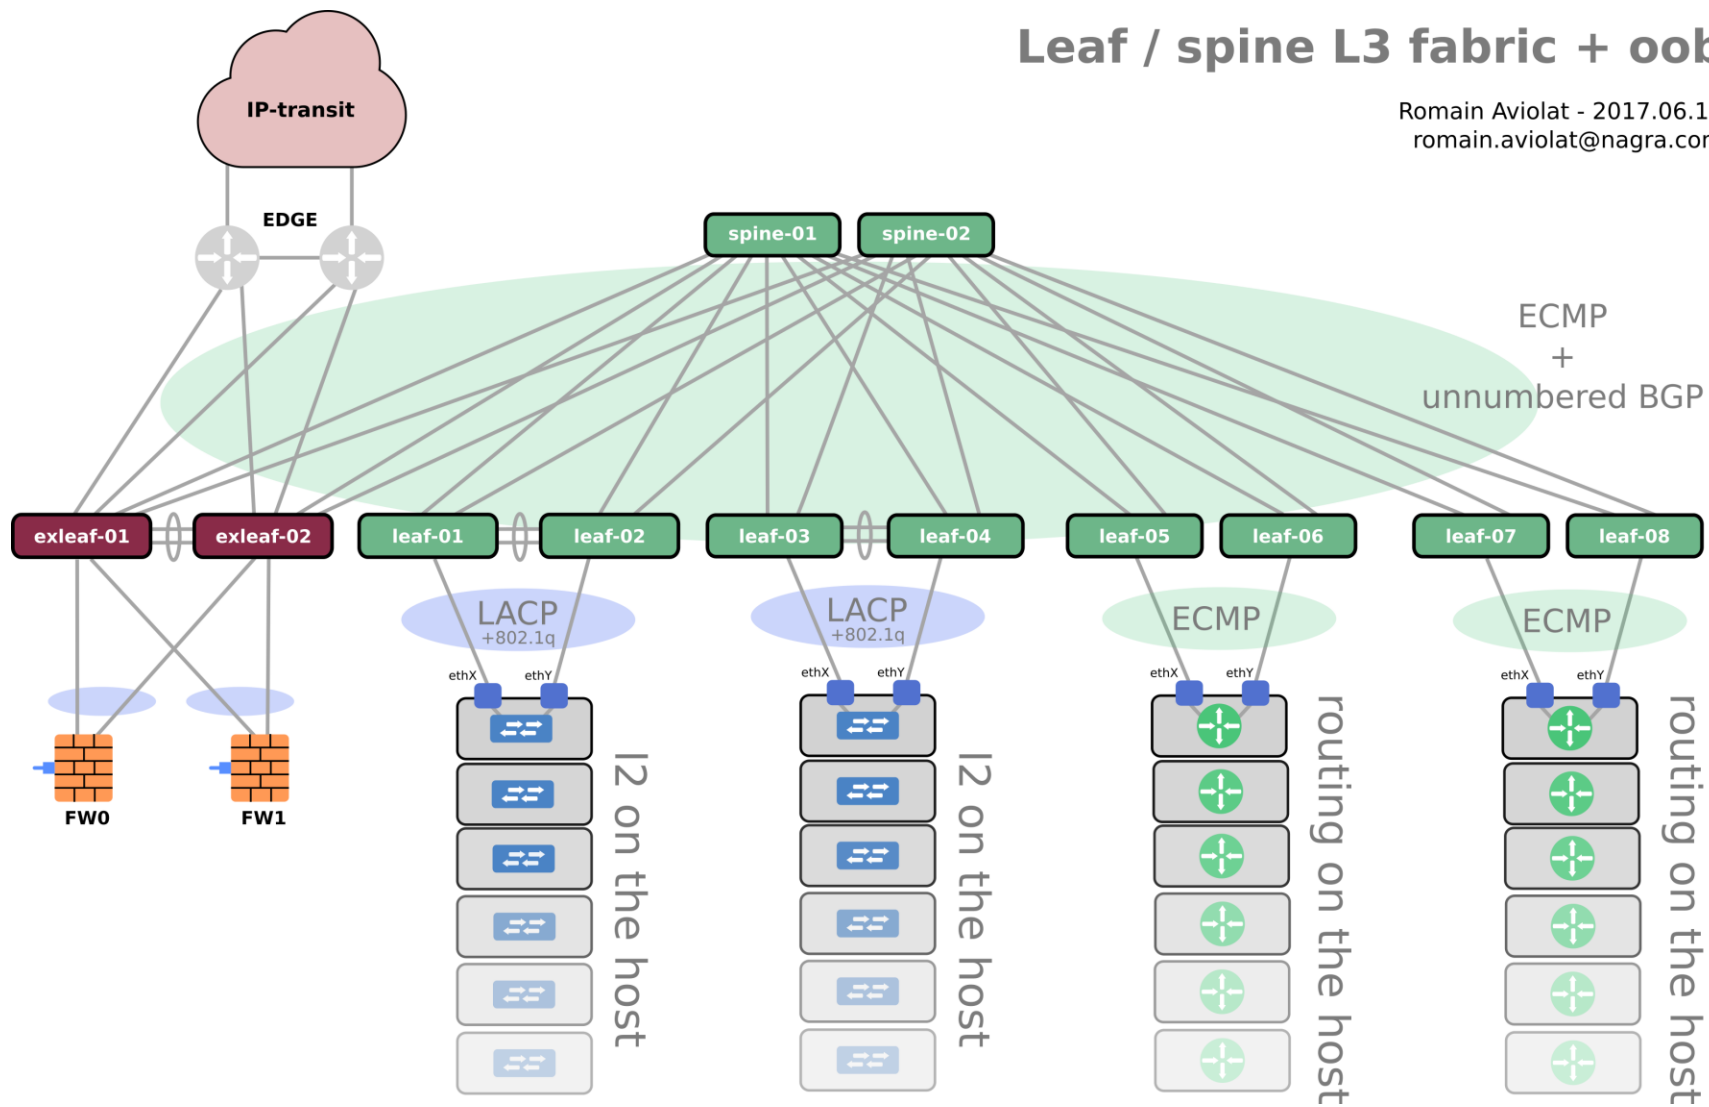 Leaf / spine L3 fabric + oob
Romain Aviolat - 2017.06.1
romain.aviolat@nagra.com
IP-transit
EDGE
spine-01
spine-02
ECMP
+
unnumbered BGP
exleaf-01
exleaf-02
leaf-01
leaf-02
leaf-03
leaf-04
leaf-05
leaf-06
leaf-07
leaf-08
LACP
+802.1q
LACP
+802.1q
ECMP
ECMP
ethX
ethY
ethX
ethY
ethX
ethY
ethX
ethY
FW0
FW1
l2 on the host
l2 on the host
routing on the host
routing on the host